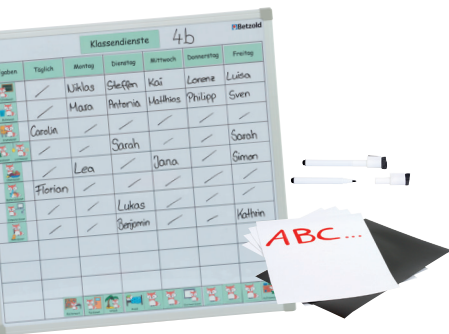 Betzold
Klassendienste 4b
gaben Täglich Montag Dienstag Mittwoch Donnerstag Freitag
Niklas Steffen Kai Lorenz Luisa
Mara Antonia Matthias Philipp Sven
Carolin
Sarah Sarah
Lea Jana Simon
Florian
Lukas
Benjamin Kathrin
ABC...